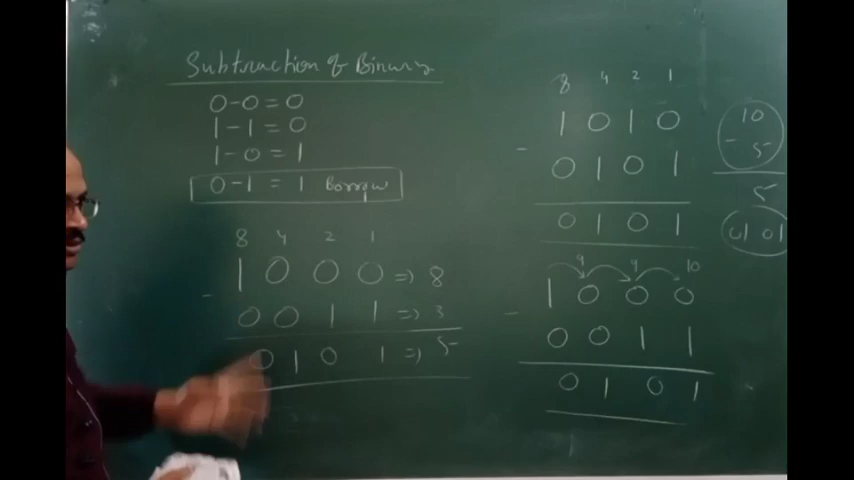 Subtraction of Binary
0-0=0
1-1=0
1-0=1
0-1 = 1 Borrow
8 4 2 1
1 0 0 0 => 8
- 0 0 1 1 => 3
0 1 0 1 => 5
8 4 2 1
1 0 1 0
- 0 1 0 1
0 1 0 1
10
- 5
5
01 01
9 9 10
1 0 0 0
- 0 0 1 1
0 1 0 1